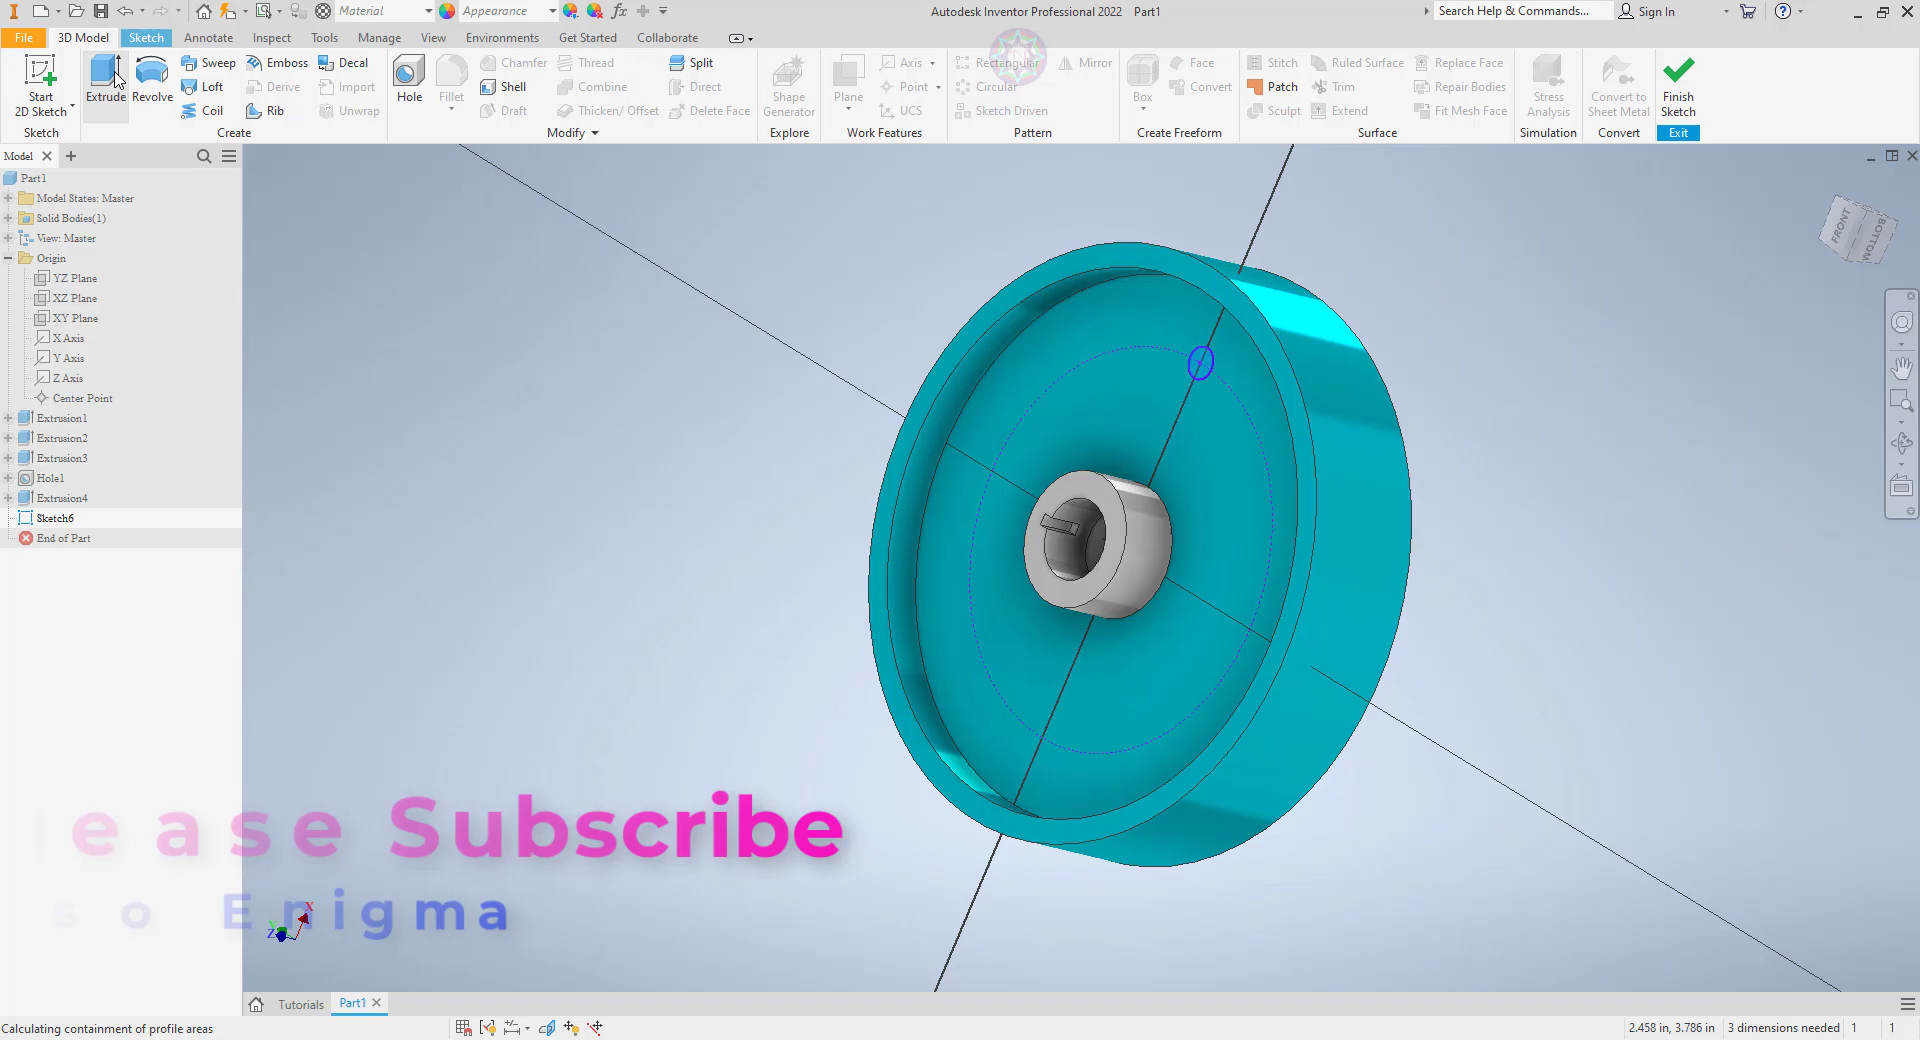 Material
Appearance
Autodesk Inventor Professional 2022 Part1
Search Help & Commands...
Sign In
File
3D Model
Sketch
Annotate
Inspect
Tools
Manage
View
Environments
Get Started
Collaborate
Start
2D Sketch
Sketch
Extrude
Revolve
Sweep
Loft
Coil
Emboss
Derive
Rib
Decal
Import
Unwrap
Create
Hole
Fillet
Chamfer
Shell
Draft
Thread
Combine
Thicken/ Offset
Split
Direct
Delete Face
Modify
Shape
Generator
Explore
Plane
Axis
Point
UCS
Work Features
Rectangular
Circular
Sketch Driven
Mirror
Pattern
Box
Face
Convert
Create Freeform
Stitch
Patch
Sculpt
Ruled Surface
Trim
Extend
Replace Face
Repair Bodies
Fit Mesh Face
Surface
Stress
Analysis
Simulation
Convert to
Sheet Metal
Convert
Finish
Sketch
Exit
Model
Part1
Model States: Master
Solid Bodies(1)
View: Master
Origin
YZ Plane
XZ Plane
XY Plane
X Axis
Y Axis
Z Axis
Center Point
Extrusion1
Extrusion2
Extrusion3
Hole1
Extrusion4
Sketch6
End of Part
FRONT
BOTTOM
ease Subscribe
so Enigma
X
Y
Z
Tutorials
Part1
Calculating containment of profile areas
2.458 in, 3.786 in
3 dimensions needed
1
1